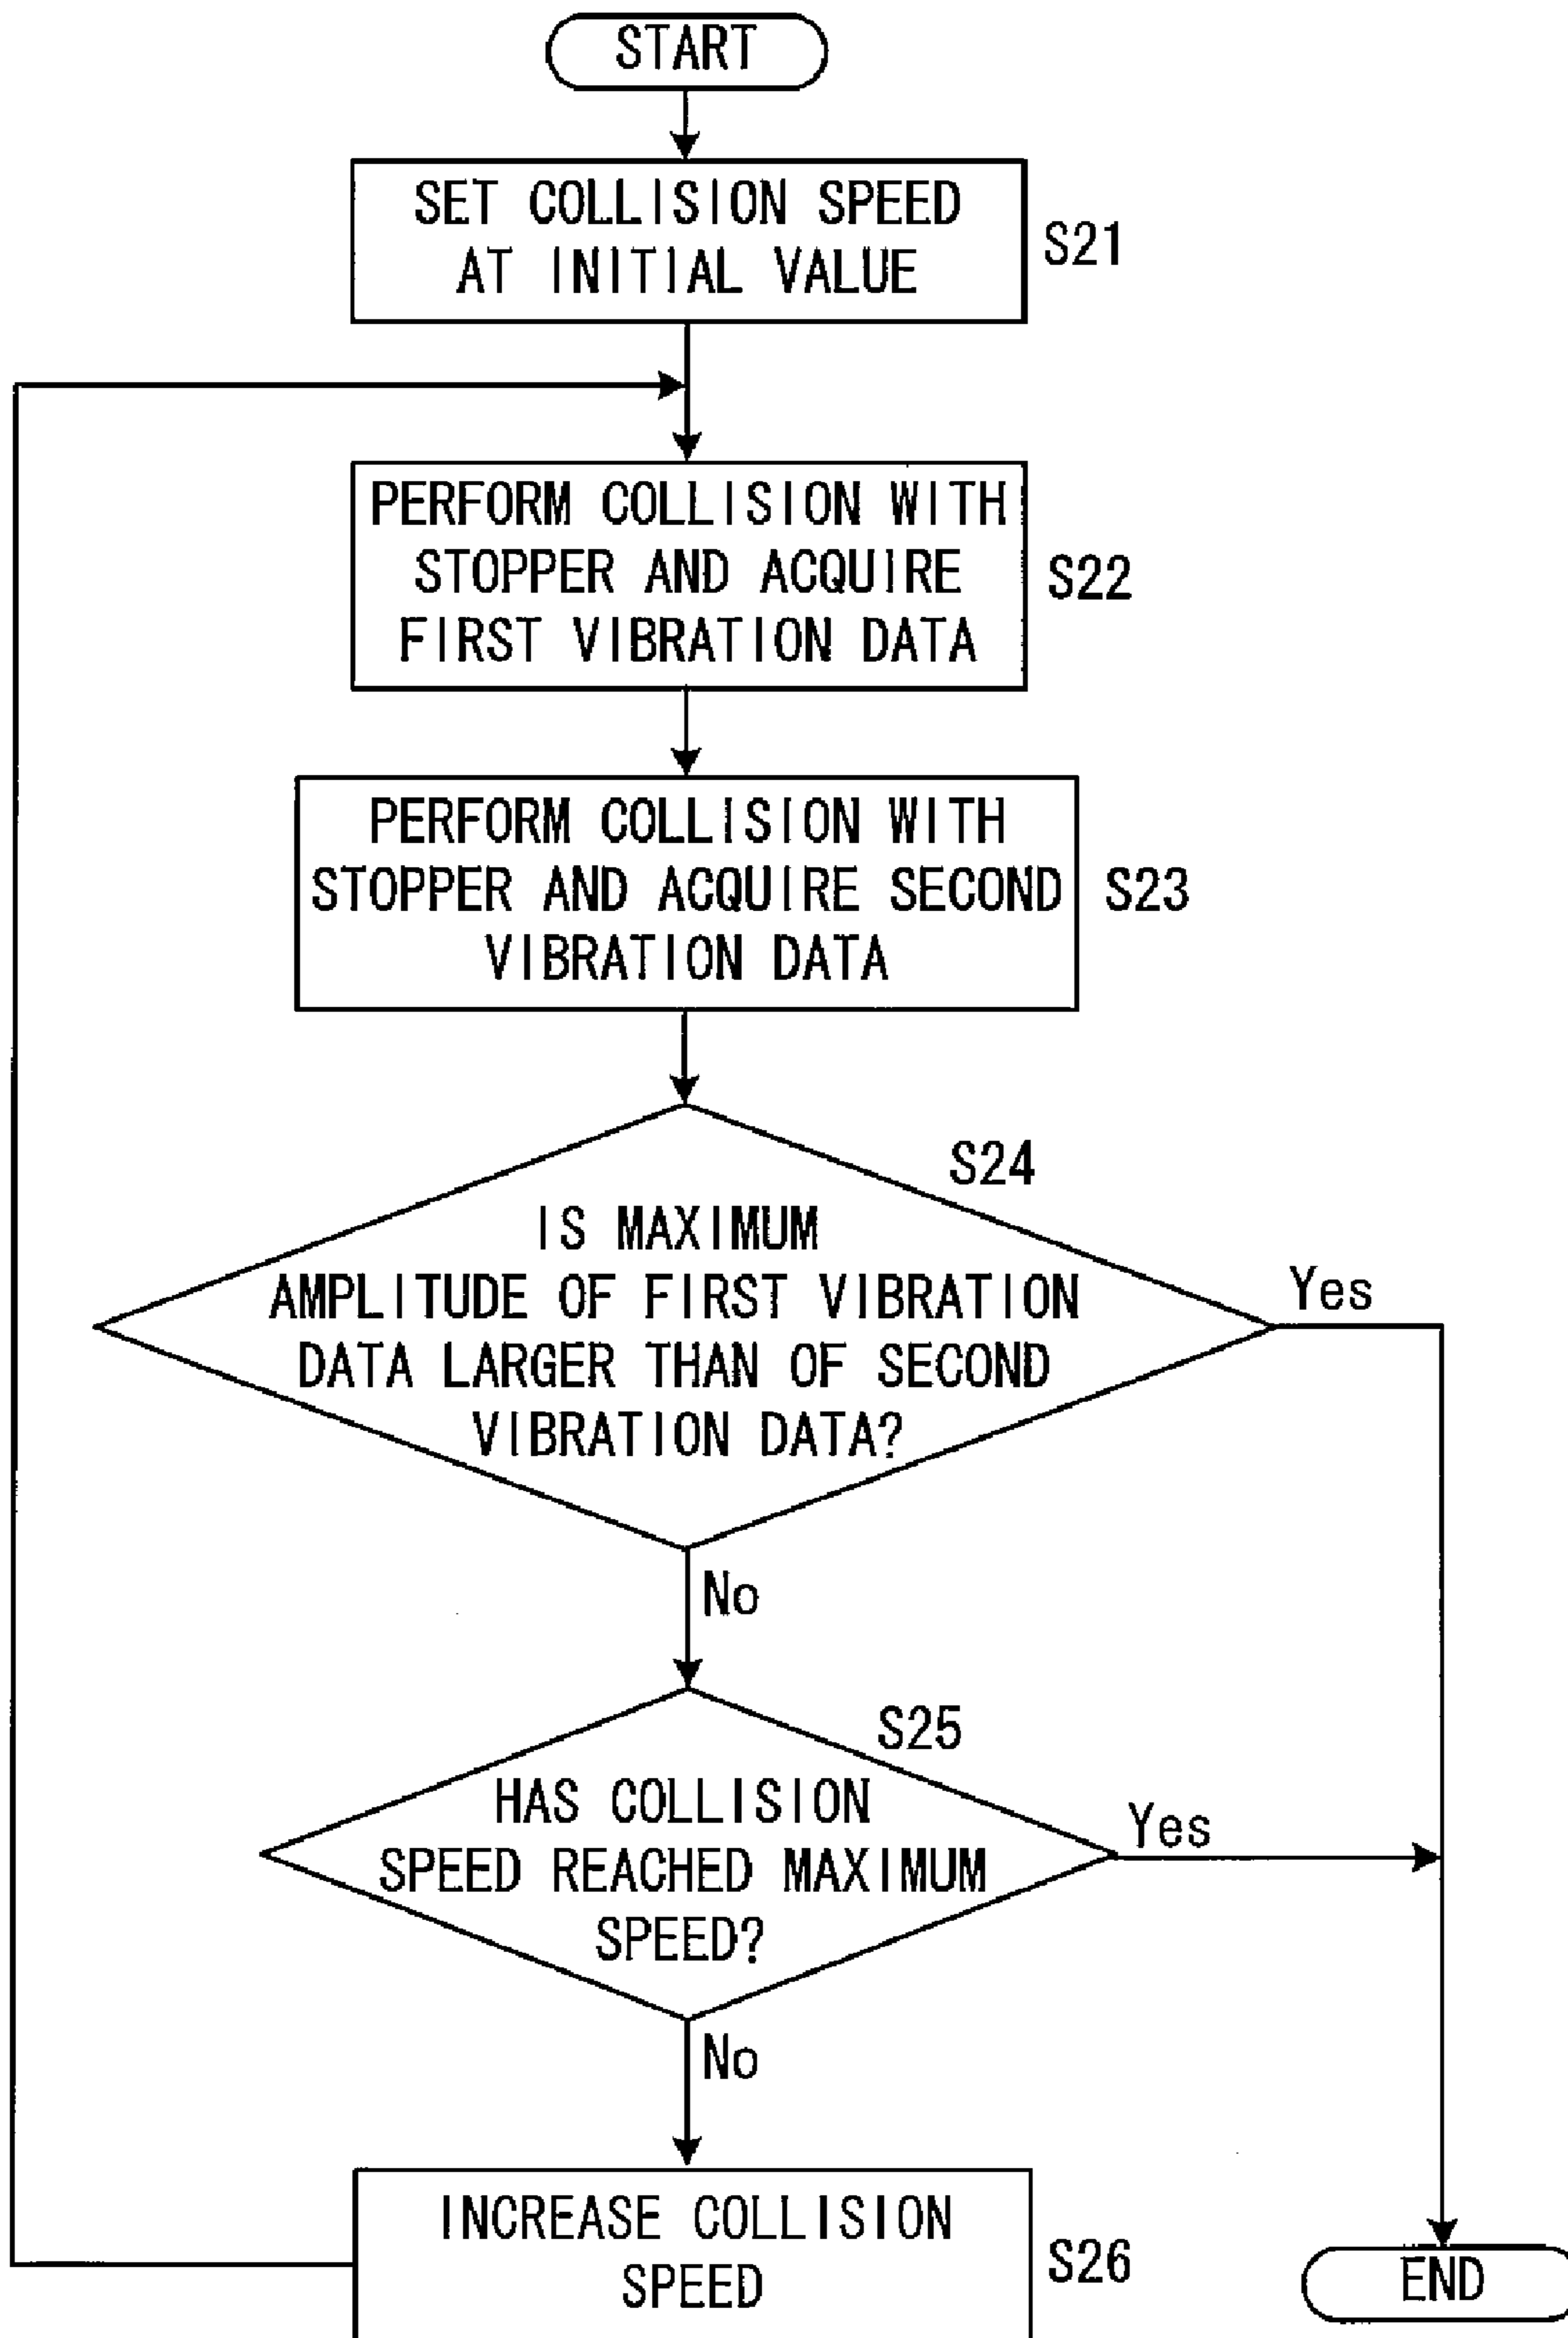 START
SET COLLISION SPEED
AT INITIAL VALUE
S21
PERFORM COLLISION WITH
STOPPER AND ACQUIRE
FIRST VIBRATION DATA
S22
PERFORM COLLISION WITH
STOPPER AND ACQUIRE SECOND
VIBRATION DATA
S23
S24
IS MAXIMUM
AMPLITUDE OF FIRST VIBRATION
DATA LARGER THAN OF SECOND
VIBRATION DATA?
Yes
No
S25
HAS COLLISION
SPEED REACHED MAXIMUM
SPEED?
Yes
No
INCREASE COLLISION
SPEED
S26
END